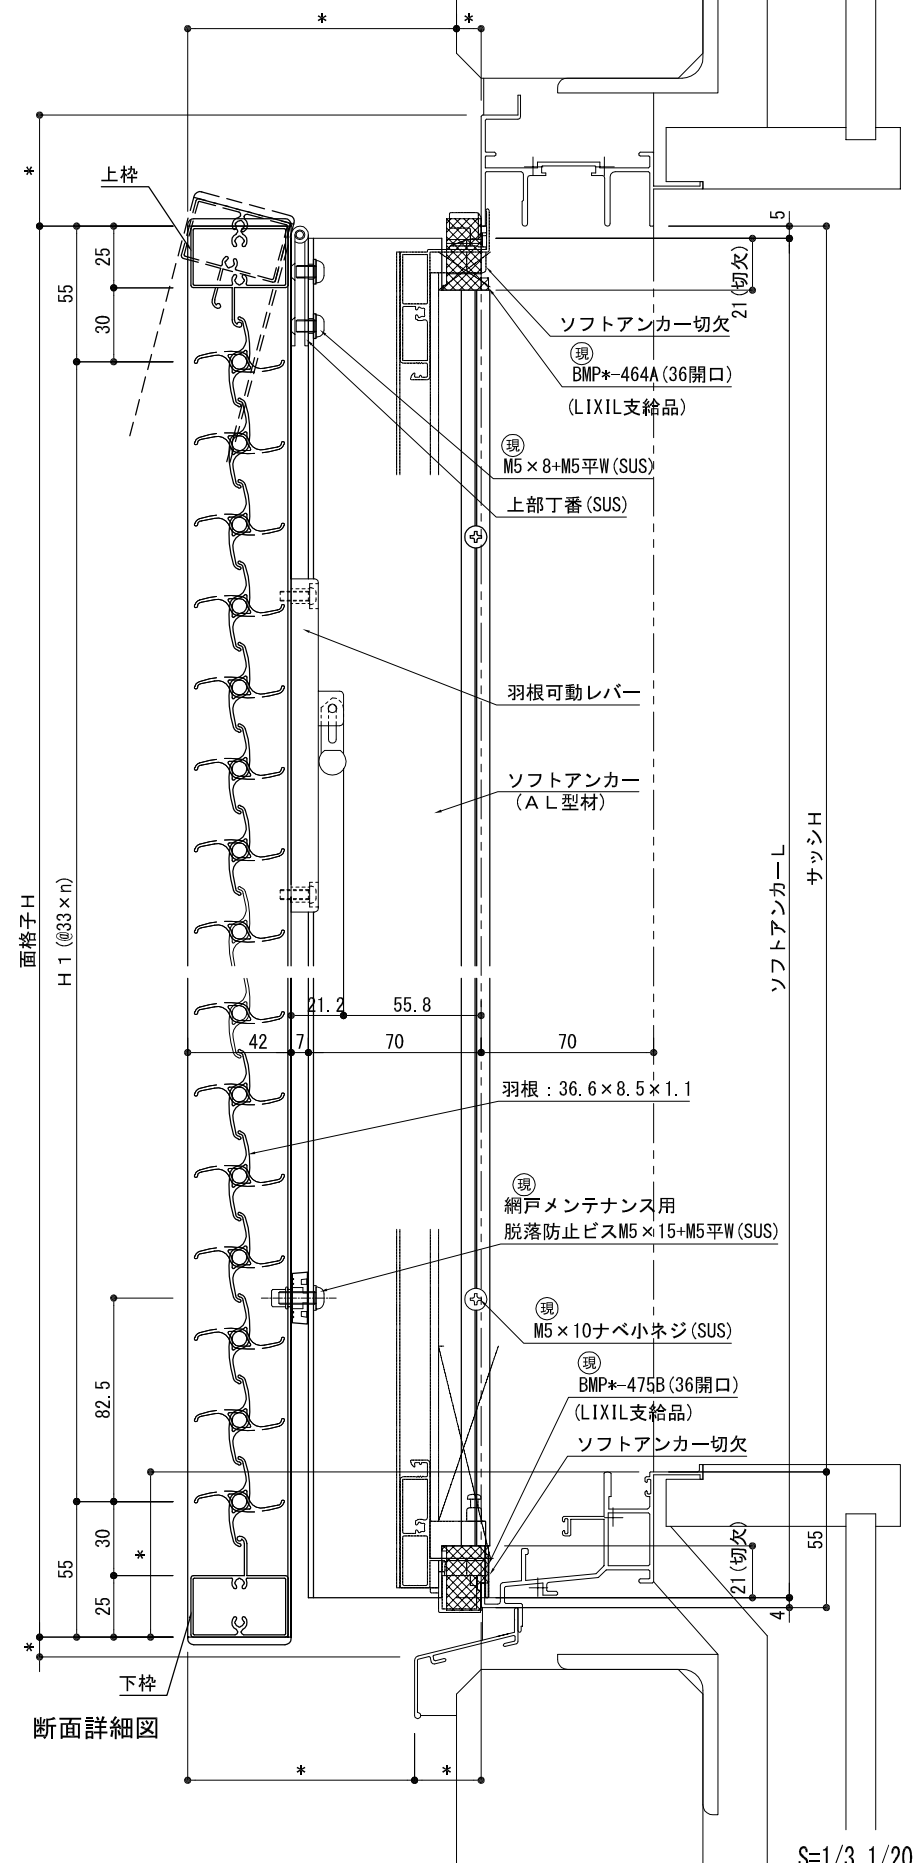 *
*
*
上枠
5
25
55
30
21(切欠)
ソフトアンカー切欠
現
BMP*-464A(36開口)
(LIXIL支給品)
現
M5×8+M5平W(SUS)
上部丁番(SUS)
羽根可動レバー
ソフトアンカー
(AL型材)
サッシH
ソフトアンカーL
面格子H
H1(@33×n)
21.2
55.8
42
7
70
70
羽根:36.6×8.5×1.1
現
網戸メンテナンス用
脱落防止ビスM5×15+M5平W(SUS)
現
M5×10ナベ小ネジ(SUS)
現
BMP*-475B(36開口)
(LIXIL支給品)
ソフトアンカー切欠
82.5
30
*
55
25
21(切欠)
55
4
*
下枠
断面詳細図
*
*
S=1/3,1/20